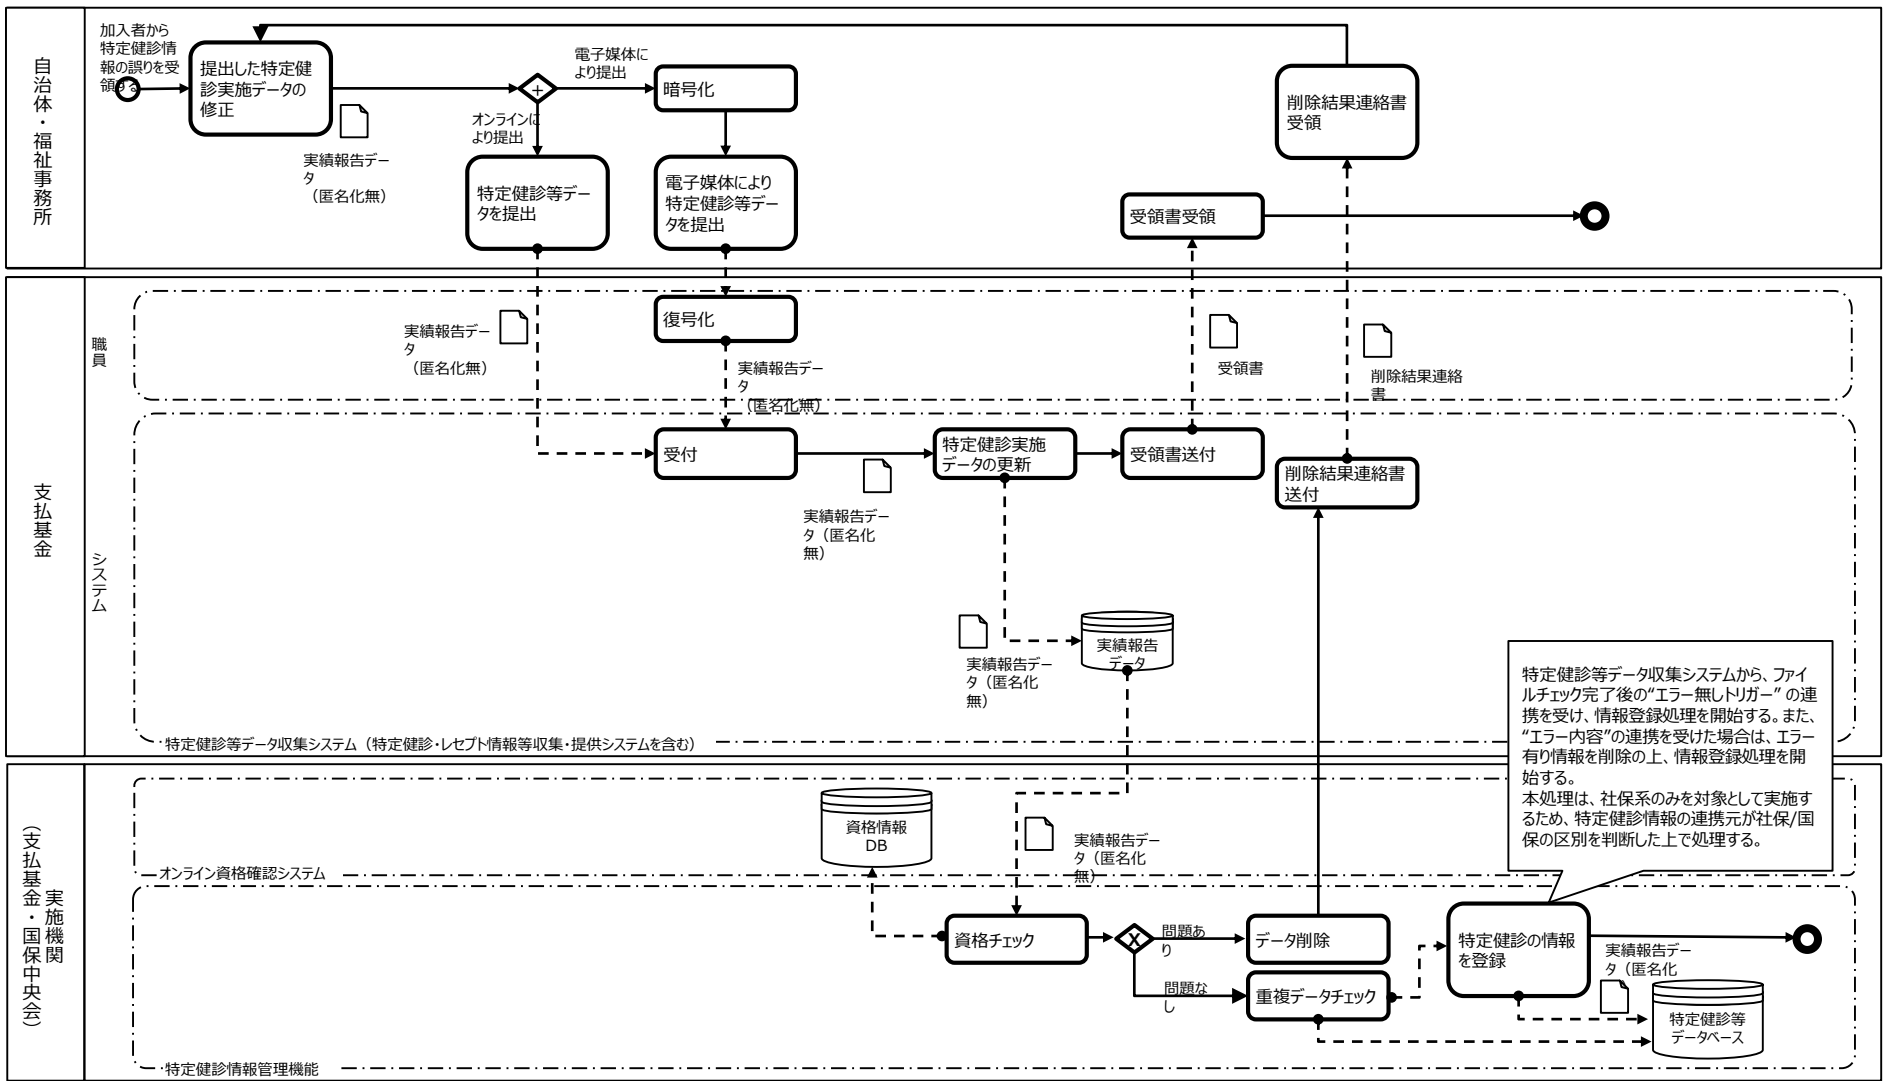 自治体・福祉事務所
加入者から
特定健診情
報の誤りを受
領する
提出した特定健
診実施データの
修正
実績報告デー
タ
（匿名化無）
+
電子媒体に
より提出
オンラインに
より提出
暗号化
特定健診等デー
タを提出
電子媒体により
特定健診等デー
タを提出
受領書受領
削除結果連絡書
受領
支払基金
職員
実績報告デー
タ
（匿名化無）
復号化
実績報告デー
タ
（匿名化無）
受領書
削除結果連絡
書
システム
受付
実績報告デー
タ（匿名化
無）
特定健診実施
データの更新
受領書送付
削除結果連絡書
送付
実績報告デー
タ（匿名化
無）
実績報告
データ
特定健診等データ収集システム（特定健診・レセプト情報等収集・提供システムを含む）
特定健診等データ収集システムから、ファイ
ルチェック完了後の“エラー無しトリガー” の連
携を受け、情報登録処理を開始する。また、
“エラー内容”の連携を受けた場合は、エラー
有り情報を削除の上、情報登録処理を開
始する。
本処理は、社保系のみを対象として実施す
るため、特定健診情報の連携元が社保/国
保の区別を判断した上で処理する。
実施機関
（支払基金・国保中央会）
資格情報
DB
実績報告デー
タ（匿名化
無）
オンライン資格確認システム
資格チェック
X
問題あ
り
問題な
し
データ削除
重複データチェック
特定健診の情報
を登録
実績報告デー
タ（匿名化
特定健診等
データベース
特定健診情報管理機能